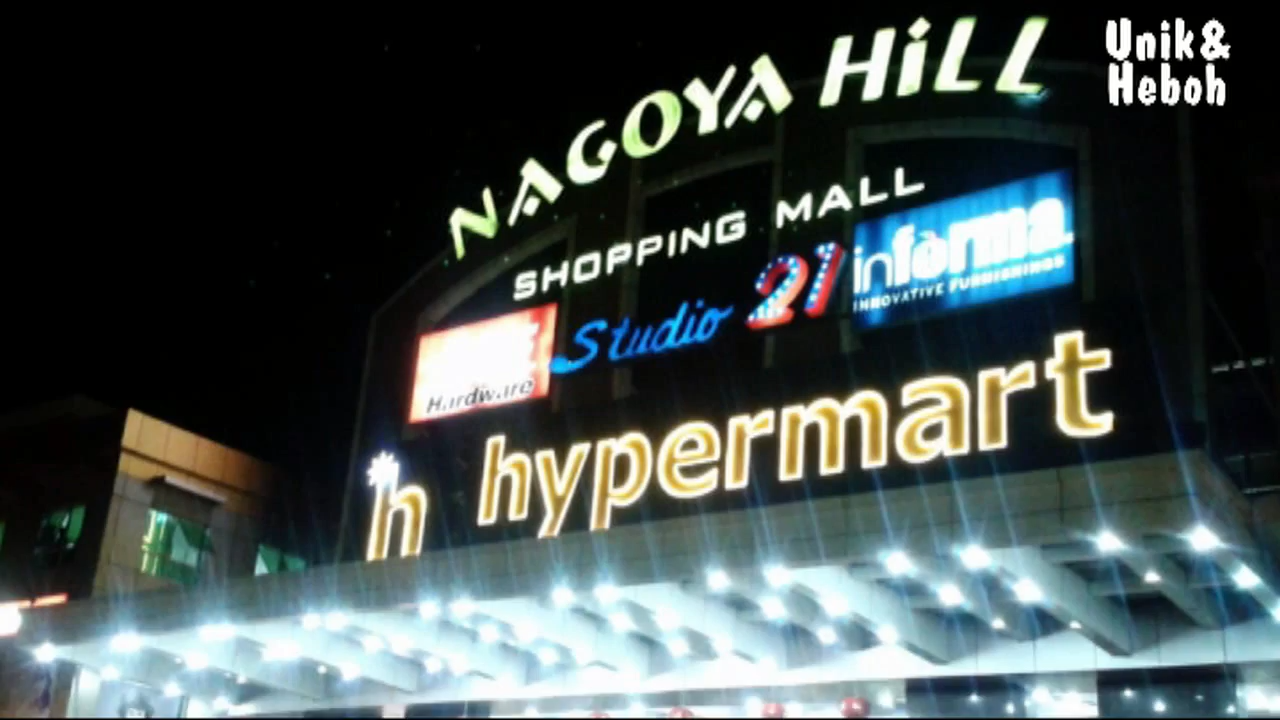 Unik&
Heboh
NAGOYA HiLL
SHOPPING MALL
Studio 21
informa
INNOVATIVE FURNISHINGS
Hardware
h hypermart